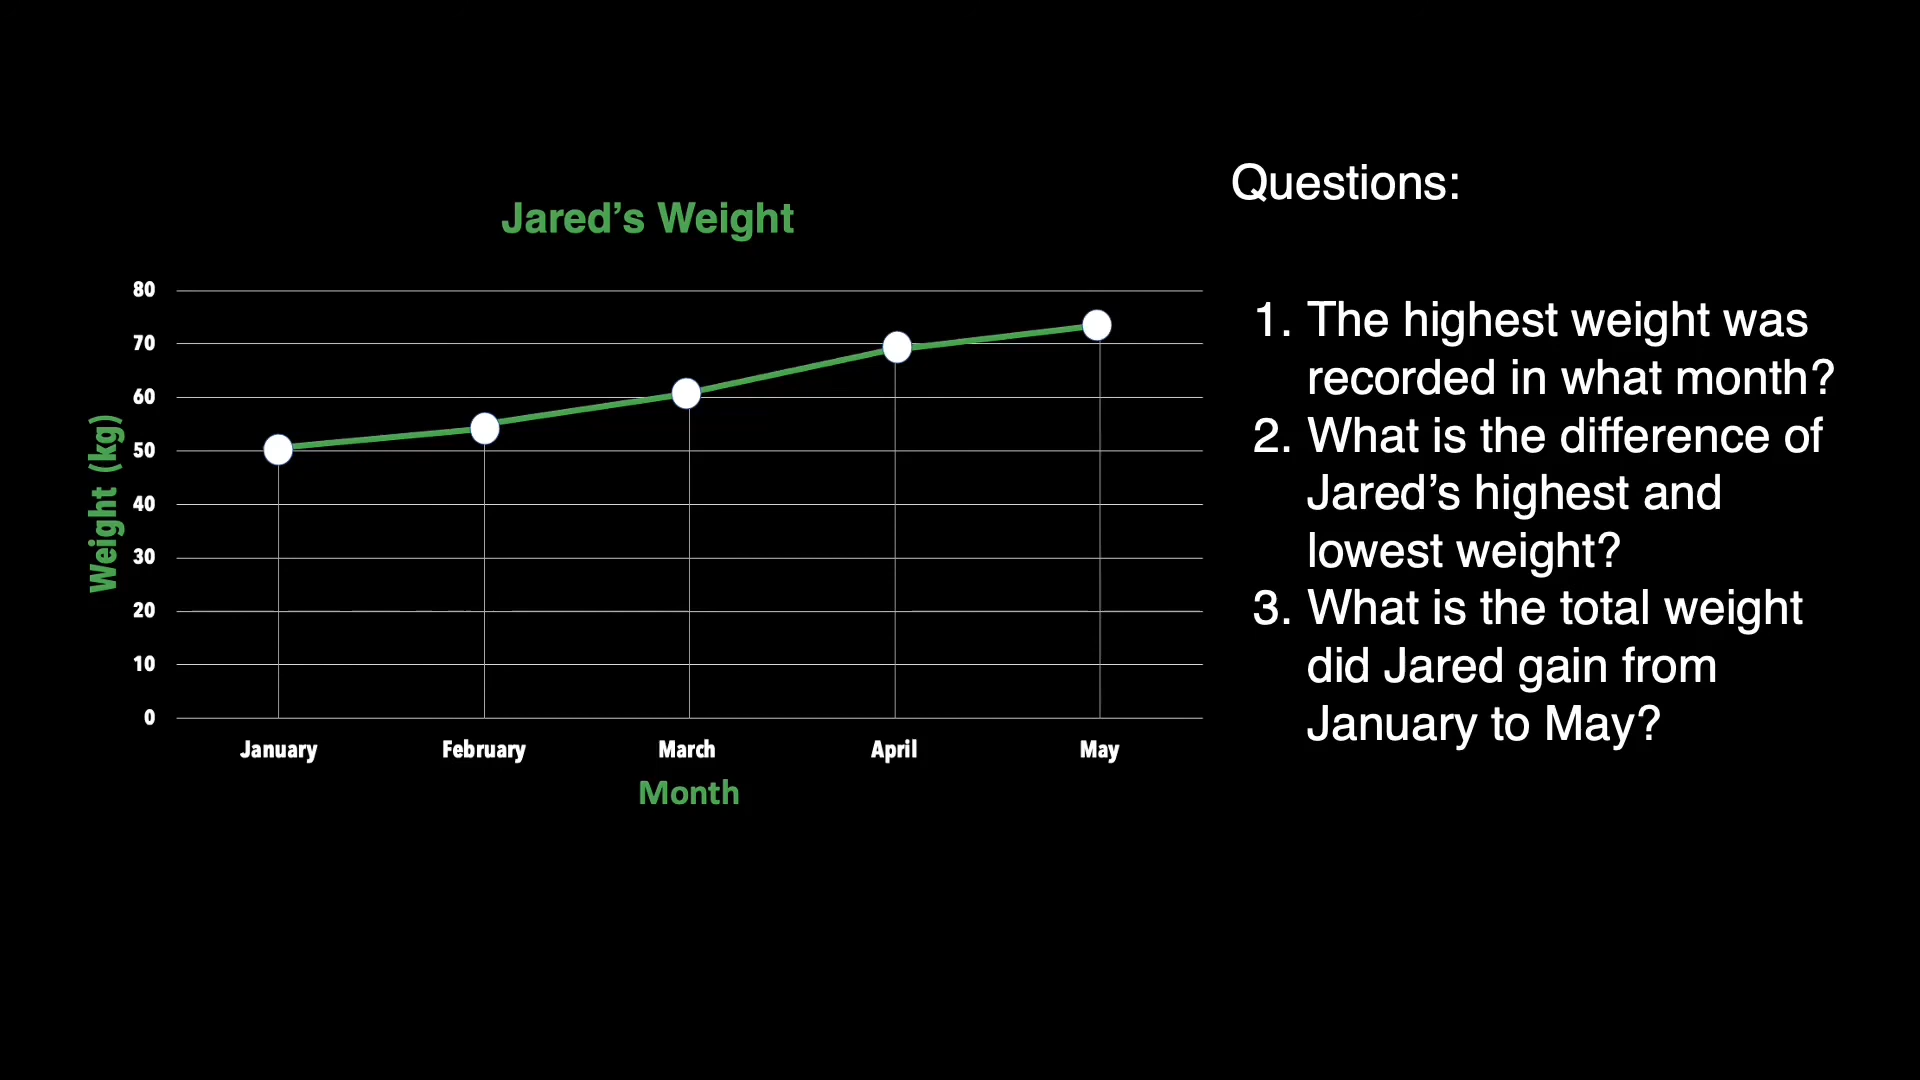 Jared’s Weight
80
70
60
50
40
30
20
10
0
Weight (kg)
January February March April May
Month
Questions:
1. The highest weight was
recorded in what month?
2. What is the difference of
Jared’s highest and
lowest weight?
3. What is the total weight
did Jared gain from
January to May?